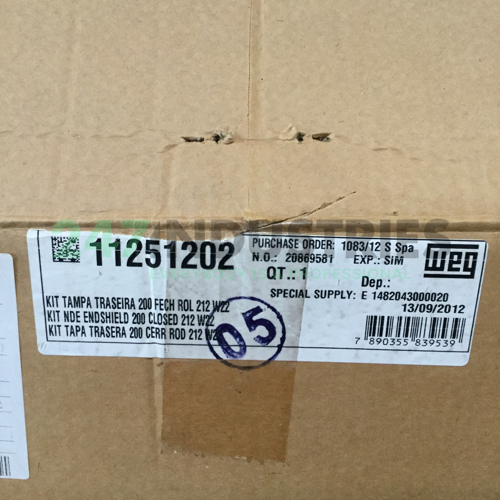 247 INDUSTRIES
11251202
PURCHASE ORDER: 1083/12 S Spa
N.O.: 20869581 EXP.: SIM
QT.: 1
Dep.:
SPECIAL SUPPLY: E 1482043000020
13/09/2012
WEG
KIT TAMPA TRASEIRA 200 FECH ROL 212 W22
KIT NDE ENDSHIELD 200 CLOSED 212 W22
KIT TAPA TRASERA 200 CERR ROD 212 W22
05
7 890355 839539